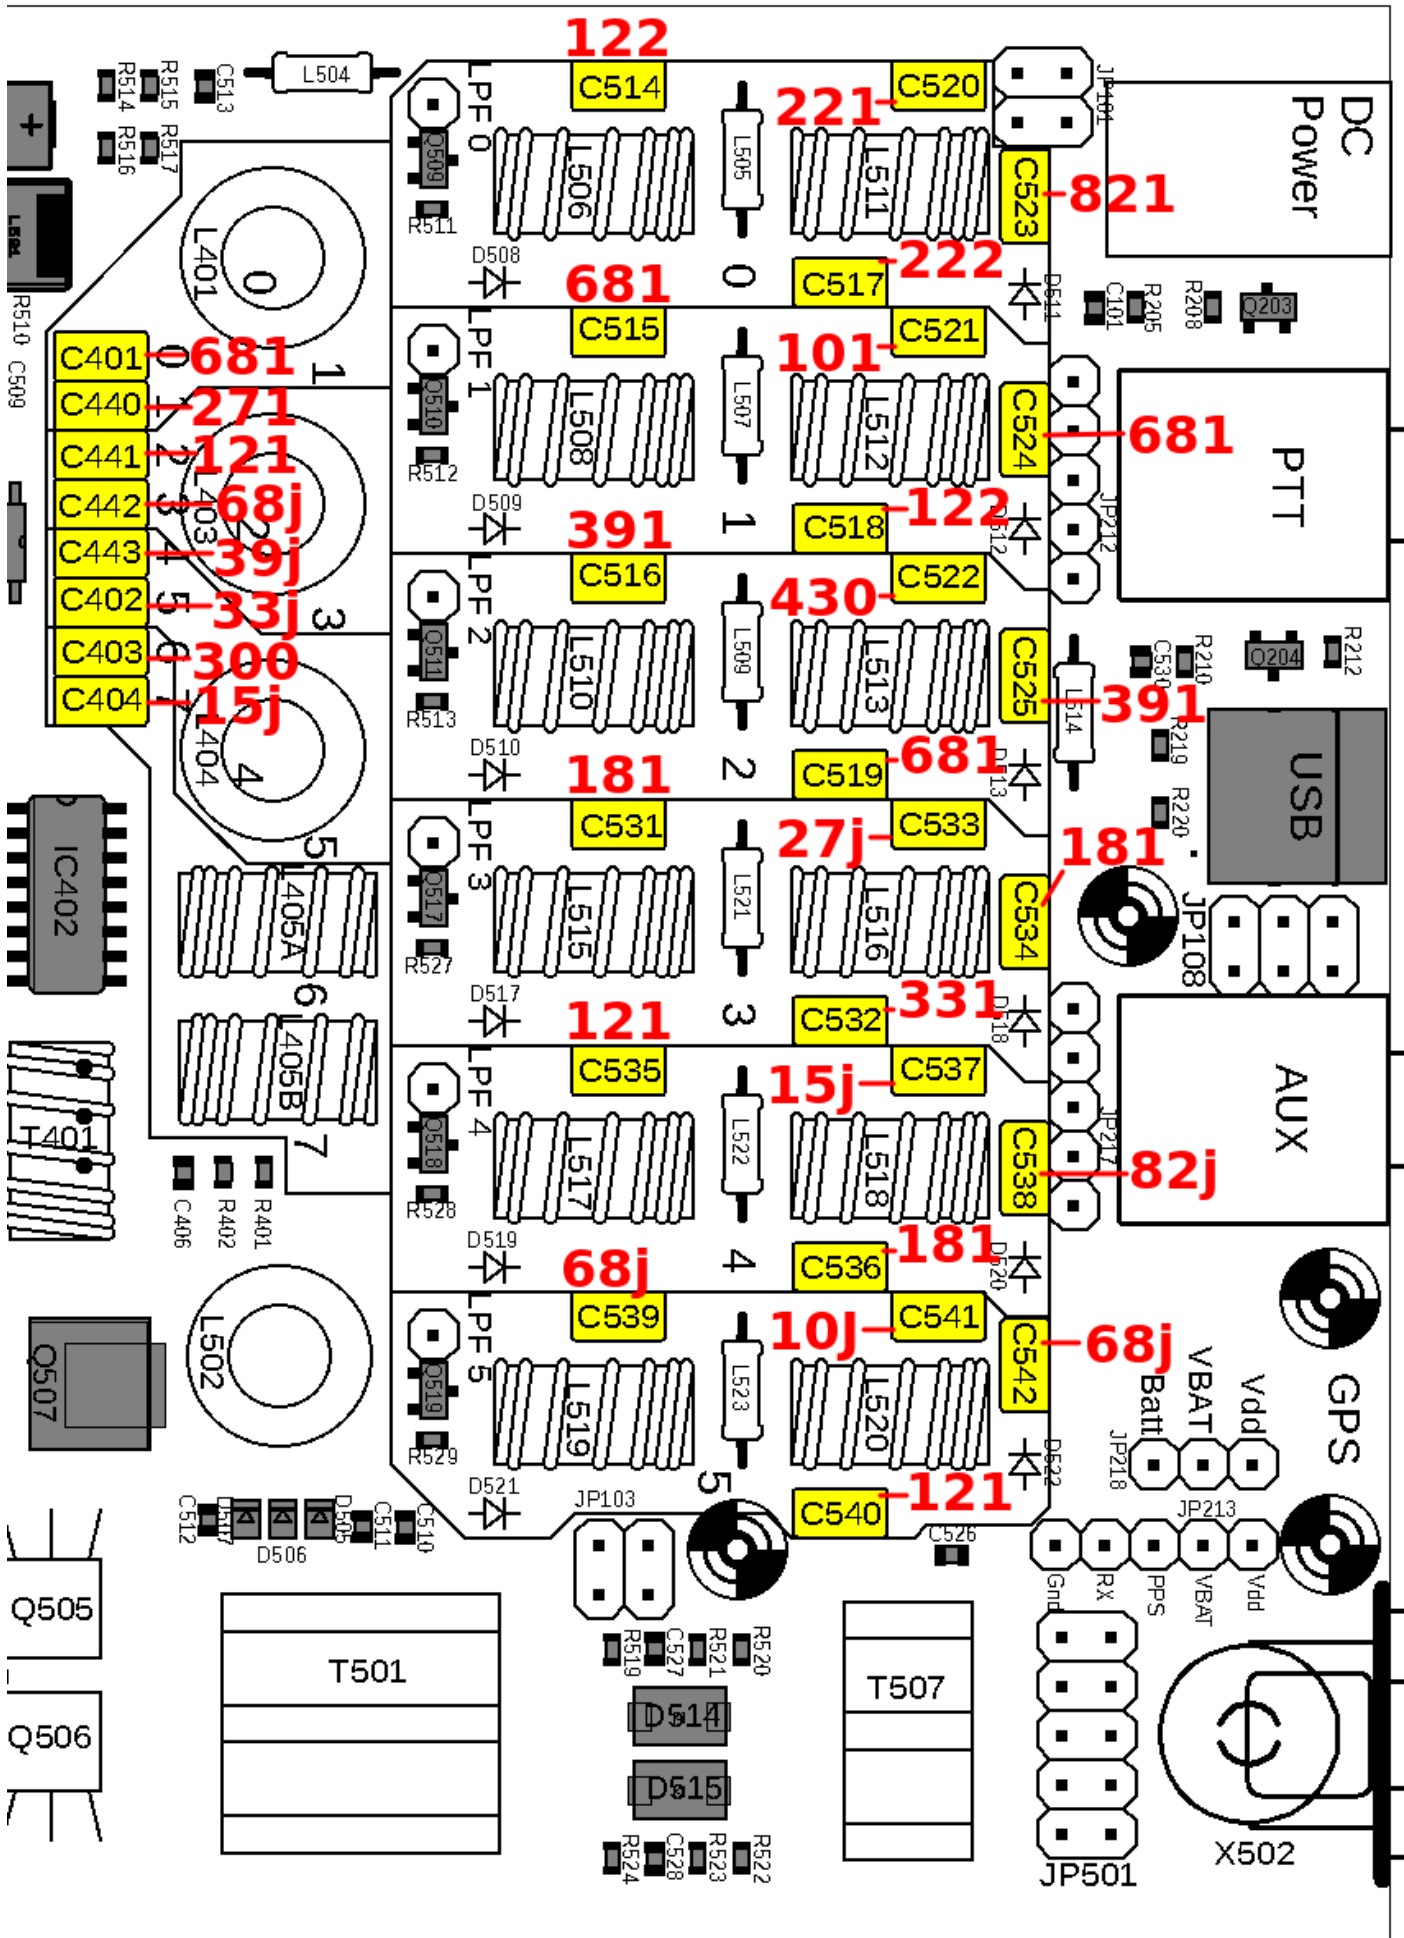 122
L504
R514
R515
C513
LPF 0
C514
C520
JP101
221
DC
Power
+
R516
R517
Q509
L506
L505
L511
C523
821
R511
L401
0
D508
681
0
C517
222
D511
C101
R205
R208
Q203
R510
C509
C401
0
681
1
LPF 1
C515
C521
101
C440
1
271
Q510
L508
L507
L512
C524
681
C441
2
121
R512
PTT
C442
3
68j
L403
2
D509
391
1
C518
122
D512
JP212
C443
4
39j
LPF 2
C516
C522
430
C402
5
33j
3
Q511
L510
L509
L513
C525
L514
C530
R210
Q204
R212
C403
6
300
C404
7
15j
R513
391
L404
4
D510
181
2
C519
681
D513
R219
R220
USB
LPF 3
C531
C533
27j
181
5
IC402
L405A
Q517
L515
L521
L516
C534
JP108
R527
6
D517
121
3
C532
331
D518
L405B
LPF 4
C535
C537
15j
AUX
T401
7
Q518
L517
L522
L518
C538
82j
JP217
C406
R402
R401
R528
D519
68j
4
C536
181
D520
LPF 5
C539
C541
10J
68j
L502
Q507
Q519
L519
L523
L520
C542
Batt
VBAT
Vdd
GPS
R529
JP218
D521
5
JP103
C540
121
D522
JP213
C512
D507
D506
D505
C511
C510
C526
Gnd
RX
PPS
VBAT
Vdd
Q505
T501
R519
C527
R521
R520
T507
D514
Q506
D515
R524
C528
R523
R522
JP501
X502